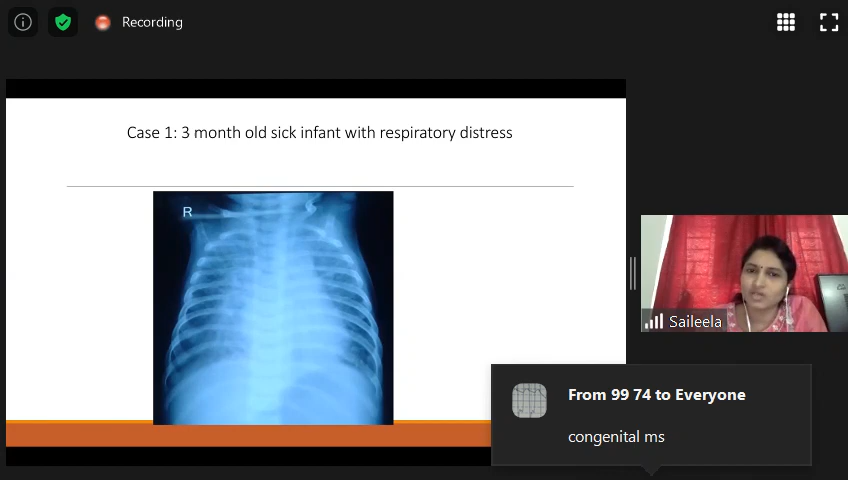 Recording
Case 1: 3 month old sick infant with respiratory distress
R
Saileela
From 99 74 to Everyone
congenital ms